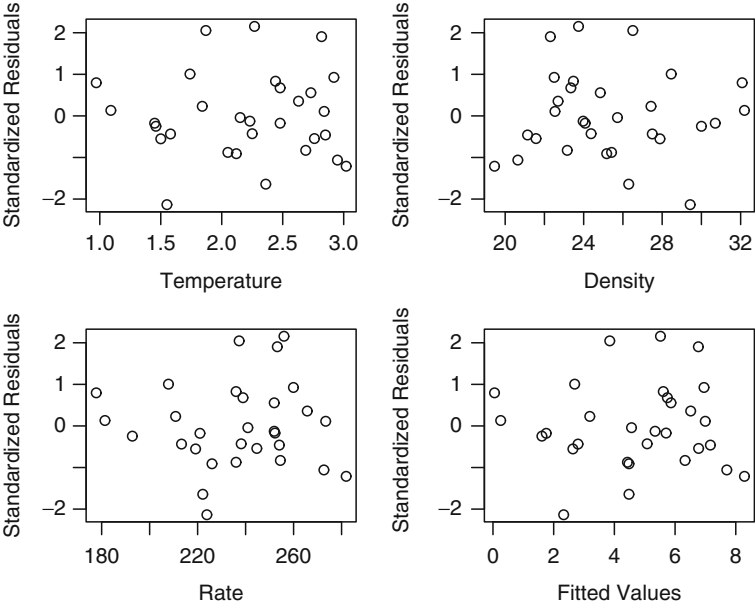 Standardized Residuals
2
1
0
−2
1.0 1.5 2.0 2.5 3.0
Temperature
Standardized Residuals
2
1
0
−2
20 24 28 32
Density
Standardized Residuals
2
1
0
−2
180 220 260
Rate
Standardized Residuals
2
1
0
−2
0 2 4 6 8
Fitted Values